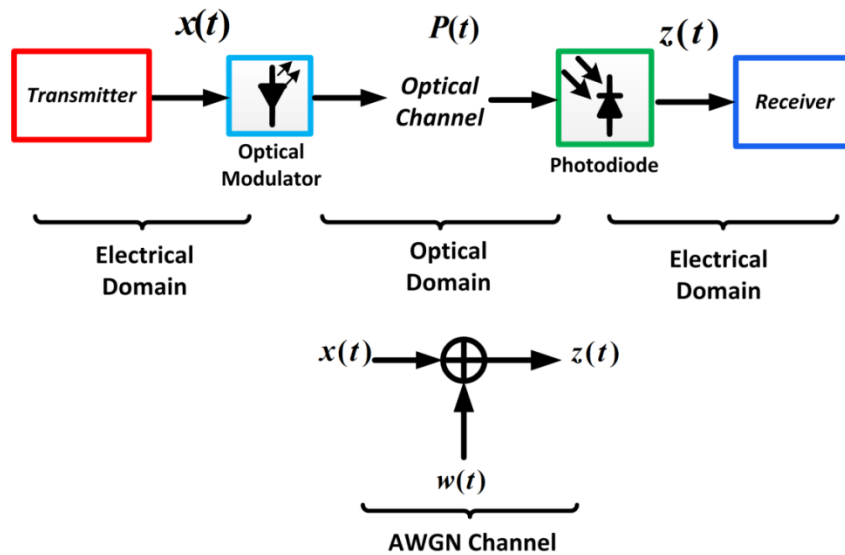 x(t)
P(t)
z(t)
Transmitter
Optical
Channel
Receiver
Optical
Modulator
Photodiode
Electrical
Domain
Optical
Domain
Electrical
Domain
x(t)
z(t)
w(t)
AWGN Channel